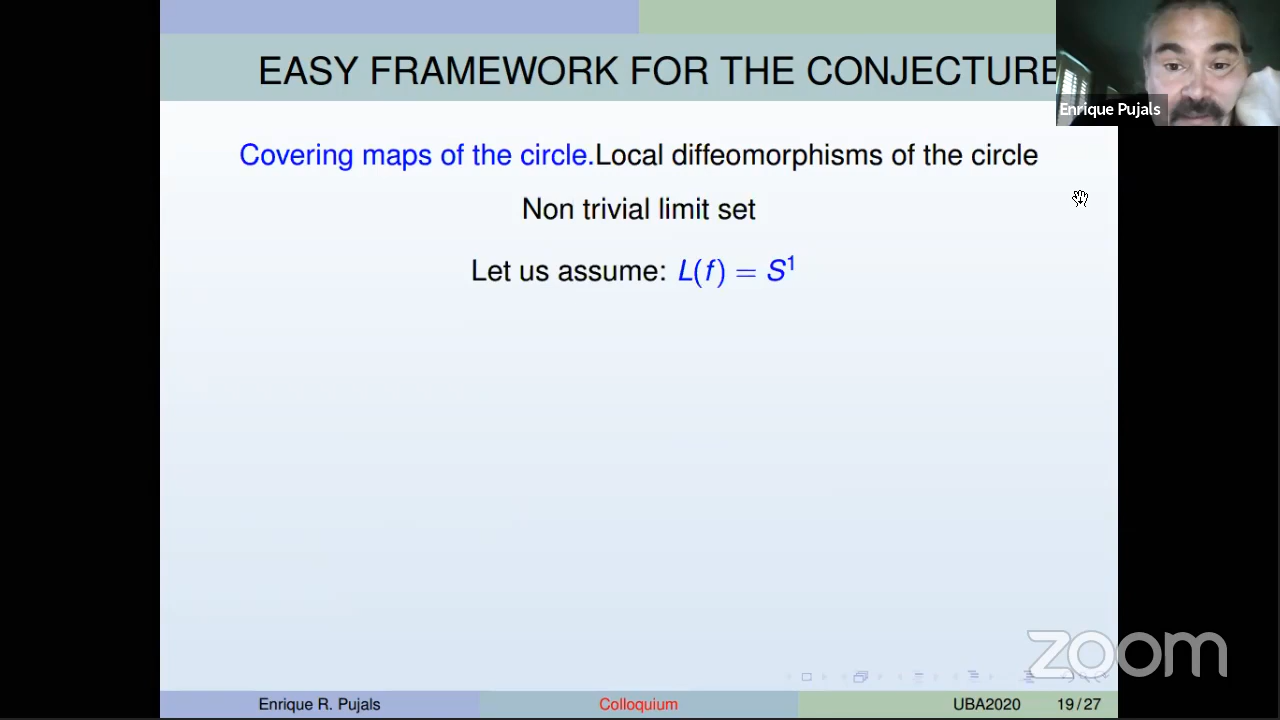 EASY FRAMEWORK FOR THE CONJECTURE
Enrique Pujals
Covering maps of the circle.Local diffeomorphisms of the circle
Non trivial limit set
Let us assume: L(f) = S¹
zoom
Enrique R. Pujals Colloquium UBA2020 19/27